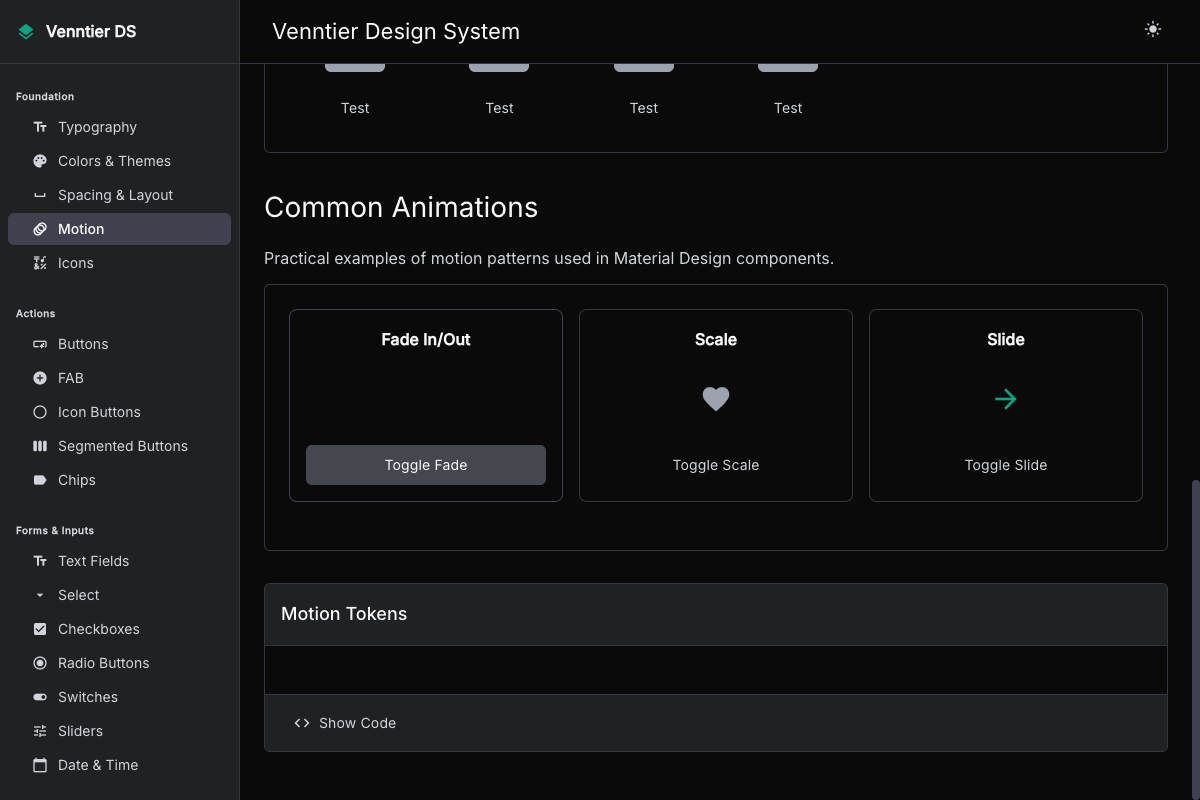 Venntier DS
Venntier Design System
Foundation
Typography
Colors & Themes
Spacing & Layout
Motion
Icons
Actions
Buttons
FAB
Icon Buttons
Segmented Buttons
Chips
Forms & Inputs
Text Fields
Select
Checkboxes
Radio Buttons
Switches
Sliders
Date & Time
Test Test Test Test
Common Animations
Practical examples of motion patterns used in Material Design components.
Fade In/Out
Toggle Fade
Scale
Toggle Scale
Slide
Toggle Slide
Motion Tokens
Show Code